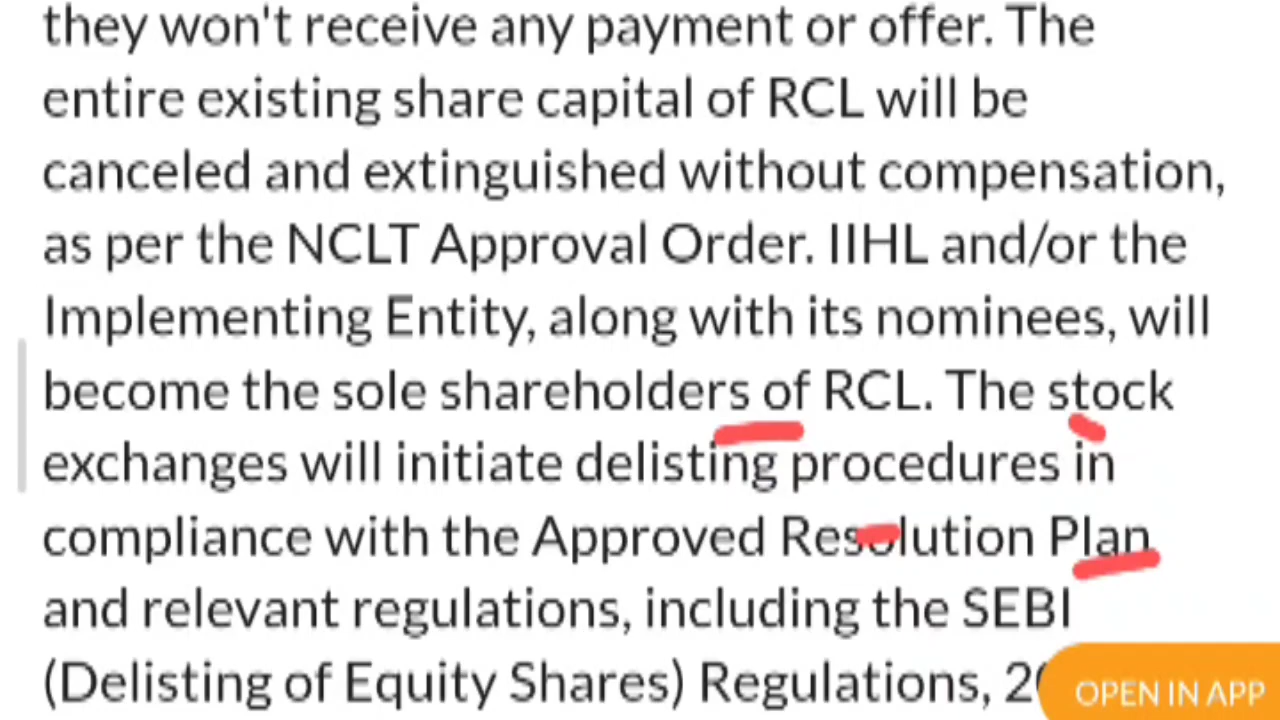 they won't receive any payment or offer. The
entire existing share capital of RCL will be
canceled and extinguished without compensation,
as per the NCLT Approval Order. IIHL and/or the
Implementing Entity, along with its nominees, will
become the sole shareholders of RCL. The stock
exchanges will initiate delisting procedures in
compliance with the Approved Resolution Plan
and relevant regulations, including the SEBI
(Delisting of Equity Shares) Regulations,
OPEN IN APP